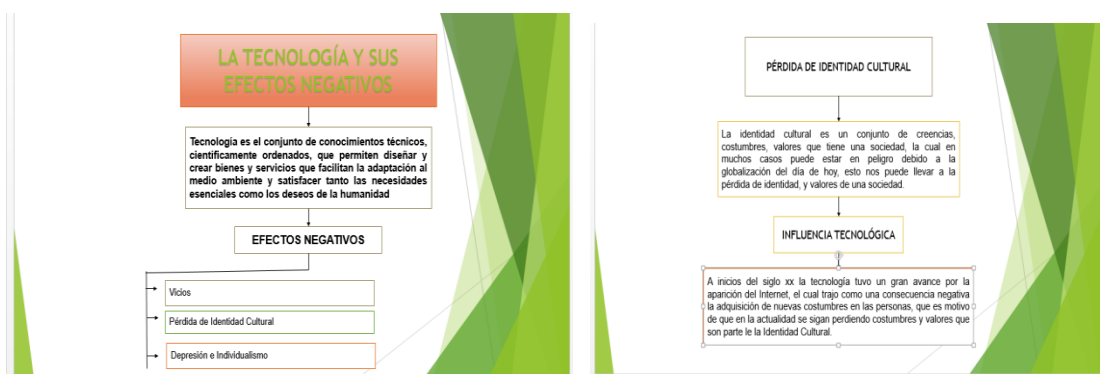 LA TECNOLOGÍA Y SUS
EFECTOS NEGATIVOS
Tecnología es el conjunto de conocimientos técnicos,
científicamente ordenados, que permiten diseñar y
crear bienes y servicios que facilitan la adaptación al
medio ambiente y satisfacer tanto las necesidades
esenciales como los deseos de la humanidad
EFECTOS NEGATIVOS
Vicios
Pérdida de Identidad Cultural
Depresión e Individualismo
PÉRDIDA DE IDENTIDAD CULTURAL
La identidad cultural es un conjunto de creencias,
costumbres, valores que tiene una sociedad, la cual en
muchos casos puede estar en peligro debido a la
globalización del día de hoy, esto nos puede llevar a la
pérdida de identidad, y valores de una sociedad.
INFLUENCIA TECNOLÓGICA
A inicios del siglo xx la tecnología tuvo un gran avance por la
aparición del Internet, el cual trajo como una consecuencia negativa
la adquisición de nuevas costumbres en las personas, que es motivo
de que en la actualidad se sigan perdiendo costumbres y valores que
son parte le la Identidad Cultural.